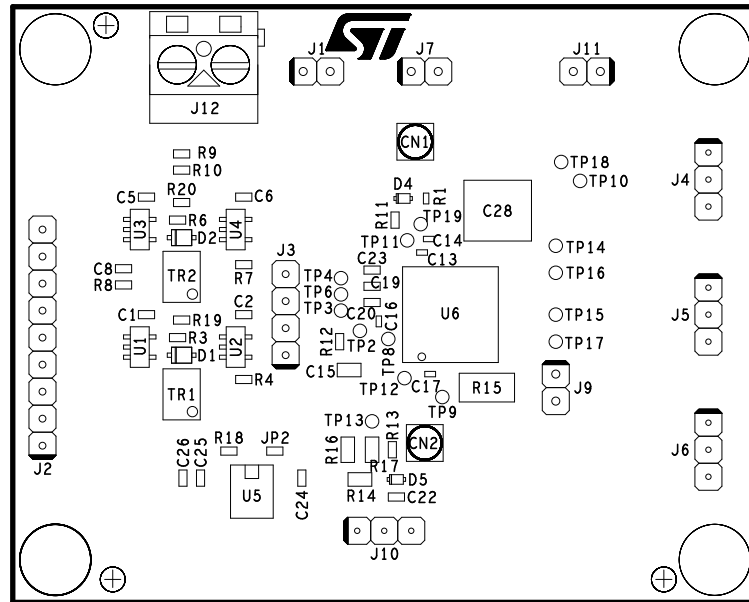 ST
J1
J7
J11
J12
CN1
R9
R10
TP18
TP10
J4
C5
R20
C6
D4
R1
R11
TP19
C28
U3
R6
D2
U4
TP11
C14
C13
TP14
J3
C23
C8
R8
TR2
R7
TP4
TP6
TP3
C19
U6
TP16
C1
R19
C2
C20
C16
TP15
J5
U1
R3
D1
U2
R12
TP2
TP8
TP17
TR1
R4
C15
TP12
C17
R15
TP9
J9
TP13
J2
C26
C25
R18
JP2
R16
R17
R13
CN2
J6
U5
C24
R14
D5
C22
J10